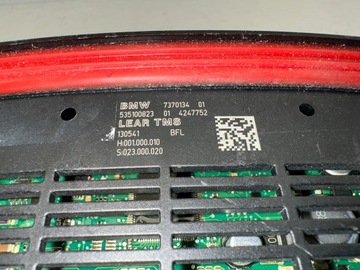 BMW 7370134 01
535100823 01 4247752
LEAR TMS
130541 BFL
H:001.000.010
S:023.000.020